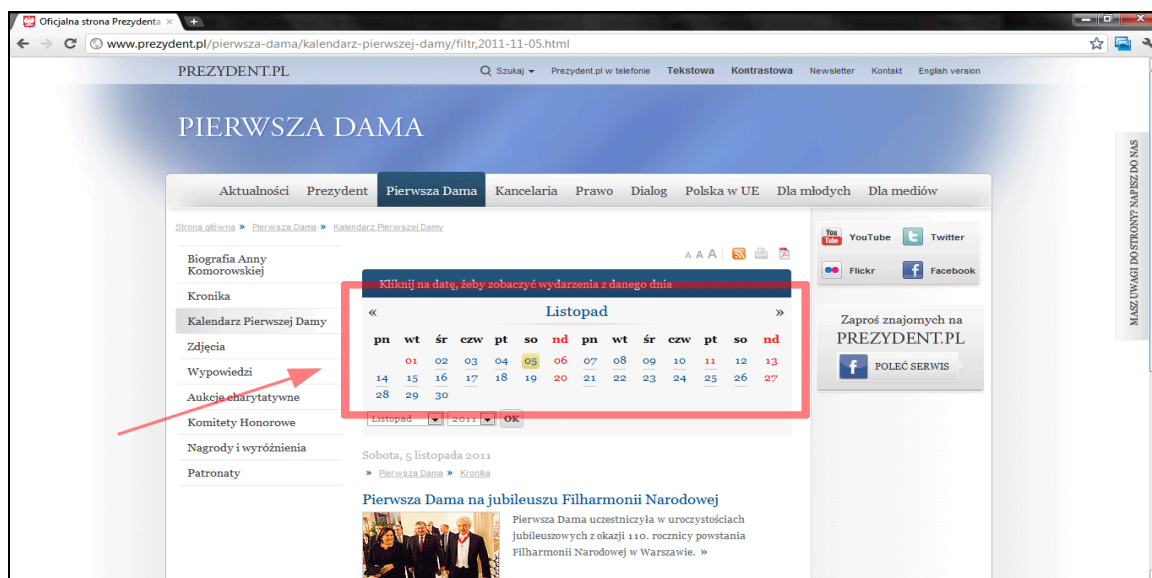 Oficjalna strona Prezydenta
www.prezydent.pl/pierwsza-dama/kalendarz-pierwszej-damy/filtr,2011-11-05.html
PREZYDENT.PL Szukaj Prezydent.pl w telefonie Tekstowa Kontrastowa Newsletter Kontakt English version
PIERWSZA DAMA
Aktualności Prezydent Pierwsza Dama Kancelaria Prawo Dialog Polska w UE Dla młodych Dla mediów
Strona główna » Pierwsza Dama » Kalendarz Pierwszej Damy
A A A
Biografia Anny
Komorowskiej
Kronika
Kalendarz Pierwszej Damy
Zdjęcia
Wypowiedzi
Aukcje charytatywne
Komitety Honorowe
Nagrody i wyróżnienia
Patronaty
Kliknij na datę, żeby zobaczyć wydarzenia z danego dnia
« Listopad »
pn wt śr czw pt so nd pn wt śr czw pt so nd
01 02 03 04 05 06 07 08 09 10 11 12 13
14 15 16 17 18 19 20 21 22 23 24 25 26 27
28 29 30
Listopad 2011 OK
Sobota, 5 listopada 2011
» Pierwsza Dama » Kronika
Pierwsza Dama na jubileuszu Filharmonii Narodowej
Pierwsza Dama uczestniczyła w uroczystościach
jubileuszowych z okazji 110. rocznicy powstania
Filharmonii Narodowej w Warszawie. »
You Tube YouTube Twitter
Flickr Facebook
Zaproś znajomych na
PREZYDENT.PL
POLEĆ SERWIS
MASZ UWAGI DO STRONY? NAPISZ DO NAS